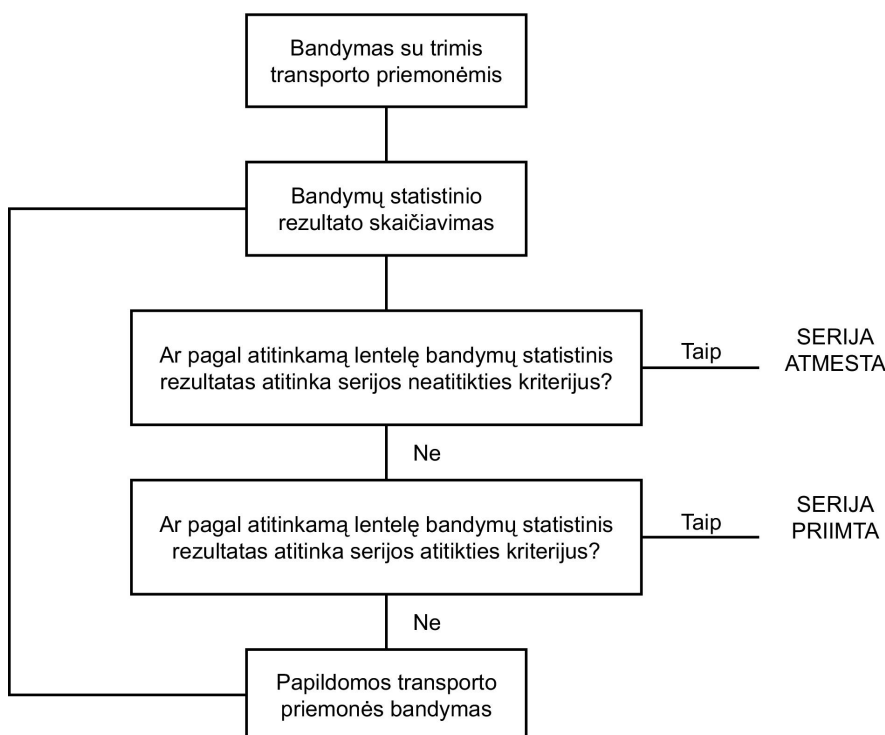 Bandymas su trimis
transporto priemonėmis
Bandymų statistinio
rezultato skaičiavimas
Ar pagal atitinkamą lentelę bandymų statistinis
rezultatas atitinka serijos neatitikties kriterijus?
Taip
SERIJA
ATMESTA
Ne
Ar pagal atitinkamą lentelę bandymų statistinis
rezultatas atitinka serijos atitikties kriterijus?
Taip
SERIJA
PRIIMTA
Ne
Papildomos transporto
priemonės bandymas